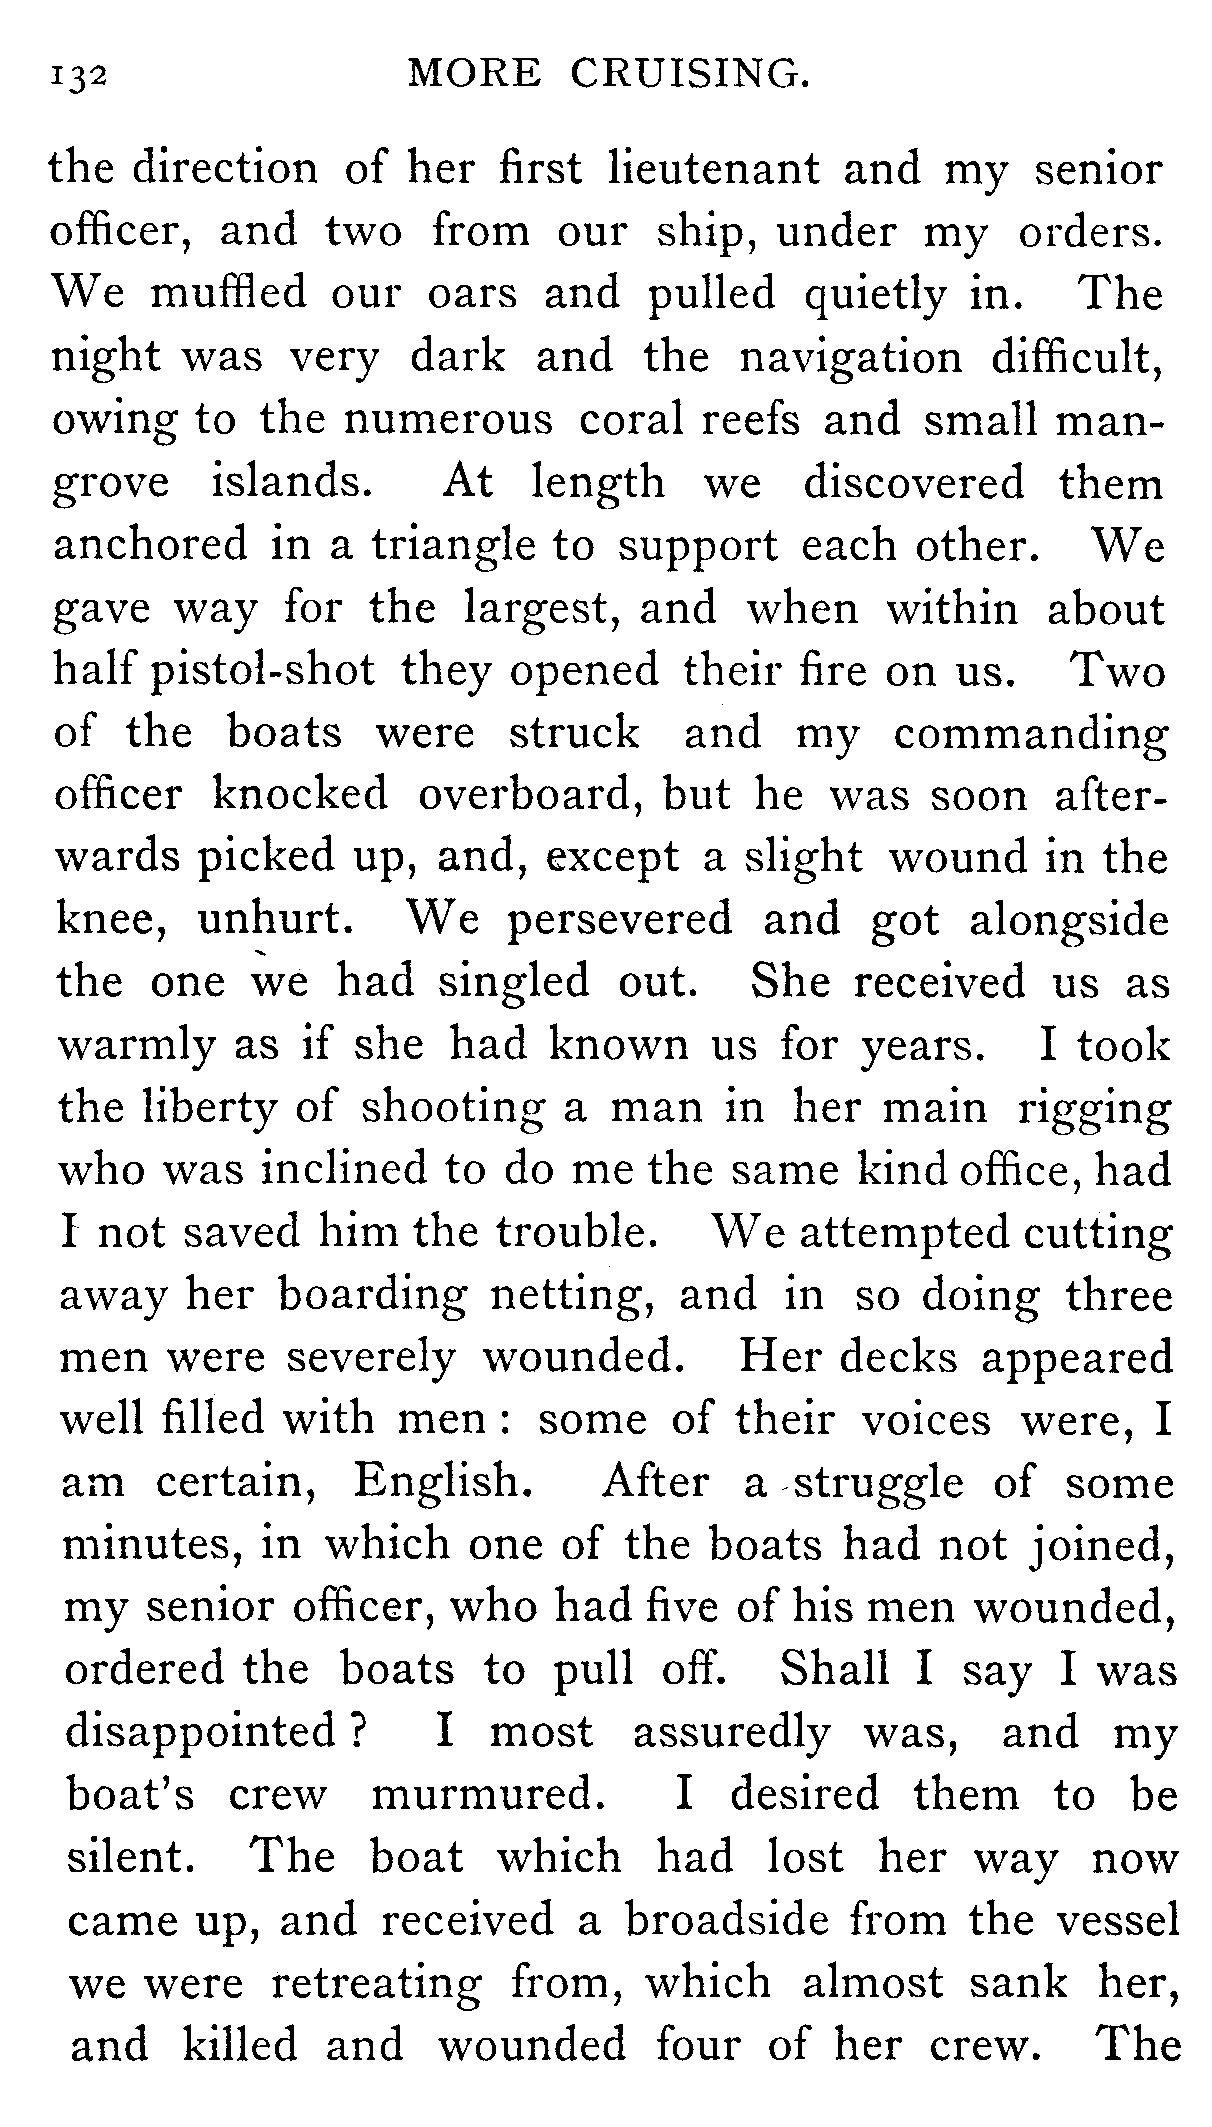 132 MORE CRUISING.
the direction of her first lieutenant and my senior
officer, and two from our ship, under my orders.
We muffled our oars and pulled quietly in. The
night was very dark and the navigation difficult,
owing to the numerous coral reefs and small man-
grove islands. At length we discovered them
anchored in a triangle to support each other. We
gave way for the largest, and when within about
half pistol-shot they opened their fire on us. Two
of the boats were struck and my commanding
officer knocked overboard, but he was soon after-
wards picked up, and, except a slight wound in the
knee, unhurt. We persevered and got alongside
the one we had singled out. She received us as
warmly as if she had known us for years. I took
the liberty of shooting a man in her main rigging
who was inclined to do me the same kind office, had
I not saved him the trouble. We attempted cutting
away her boarding netting, and in so doing three
men were severely wounded. Her decks appeared
well filled with men : some of their voices were, I
am certain, English. After a struggle of some
minutes, in which one of the boats had not joined,
my senior officer, who had five of his men wounded,
ordered the boats to pull off. Shall I say I was
disappointed ? I most assuredly was, and my
boat's crew murmured. I desired them to be
silent. The boat which had lost her way now
came up, and received a broadside from the vessel
we were retreating from, which almost sank her,
and killed and wounded four of her crew. The